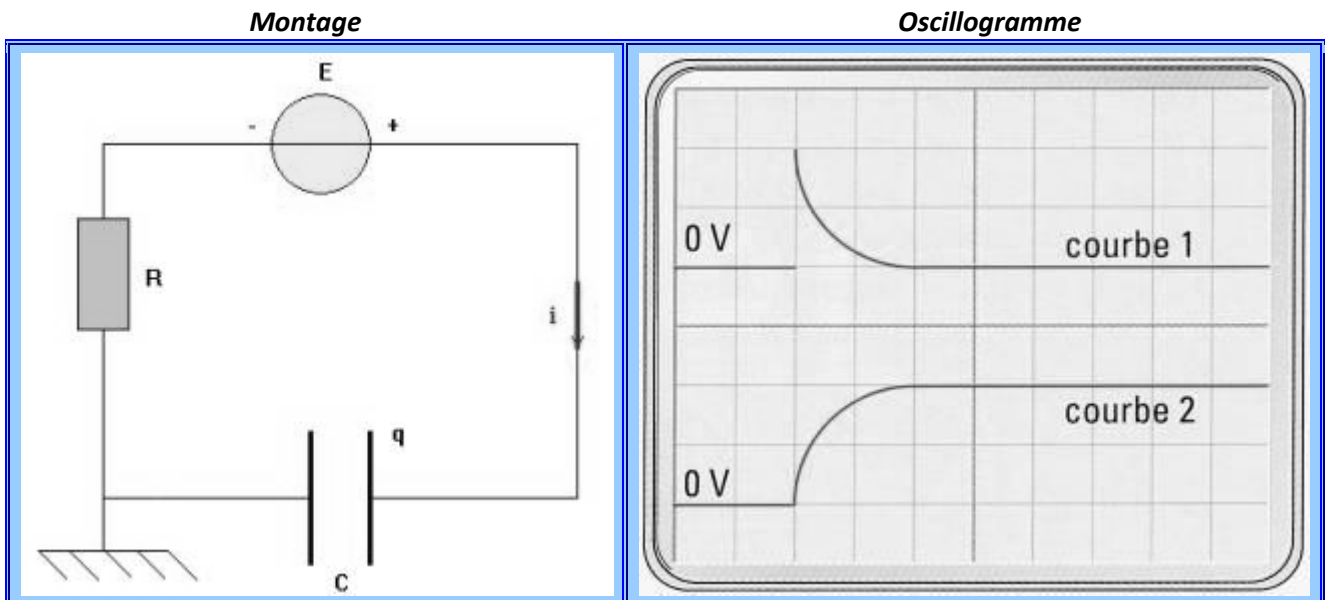 Montage
Oscillogramme
E
- +
R
i
q
C
0 V
courbe 1
courbe 2
0 V